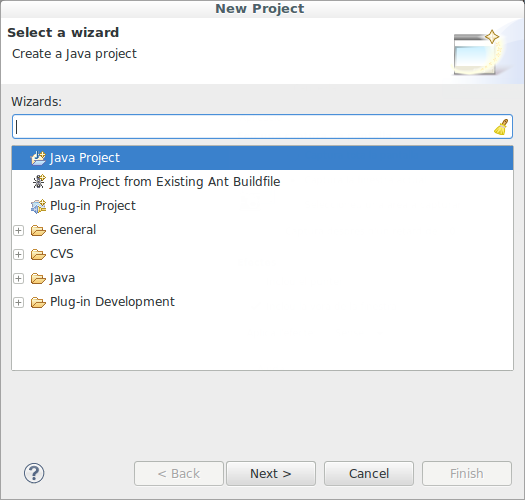 New Project
Select a wizard
Create a Java project
Wizards:
Java Project
Java Project from Existing Ant Buildfile
Plug-in Project
General
CVS
Java
Plug-in Development
?
< Back
Next >
Cancel
Finish